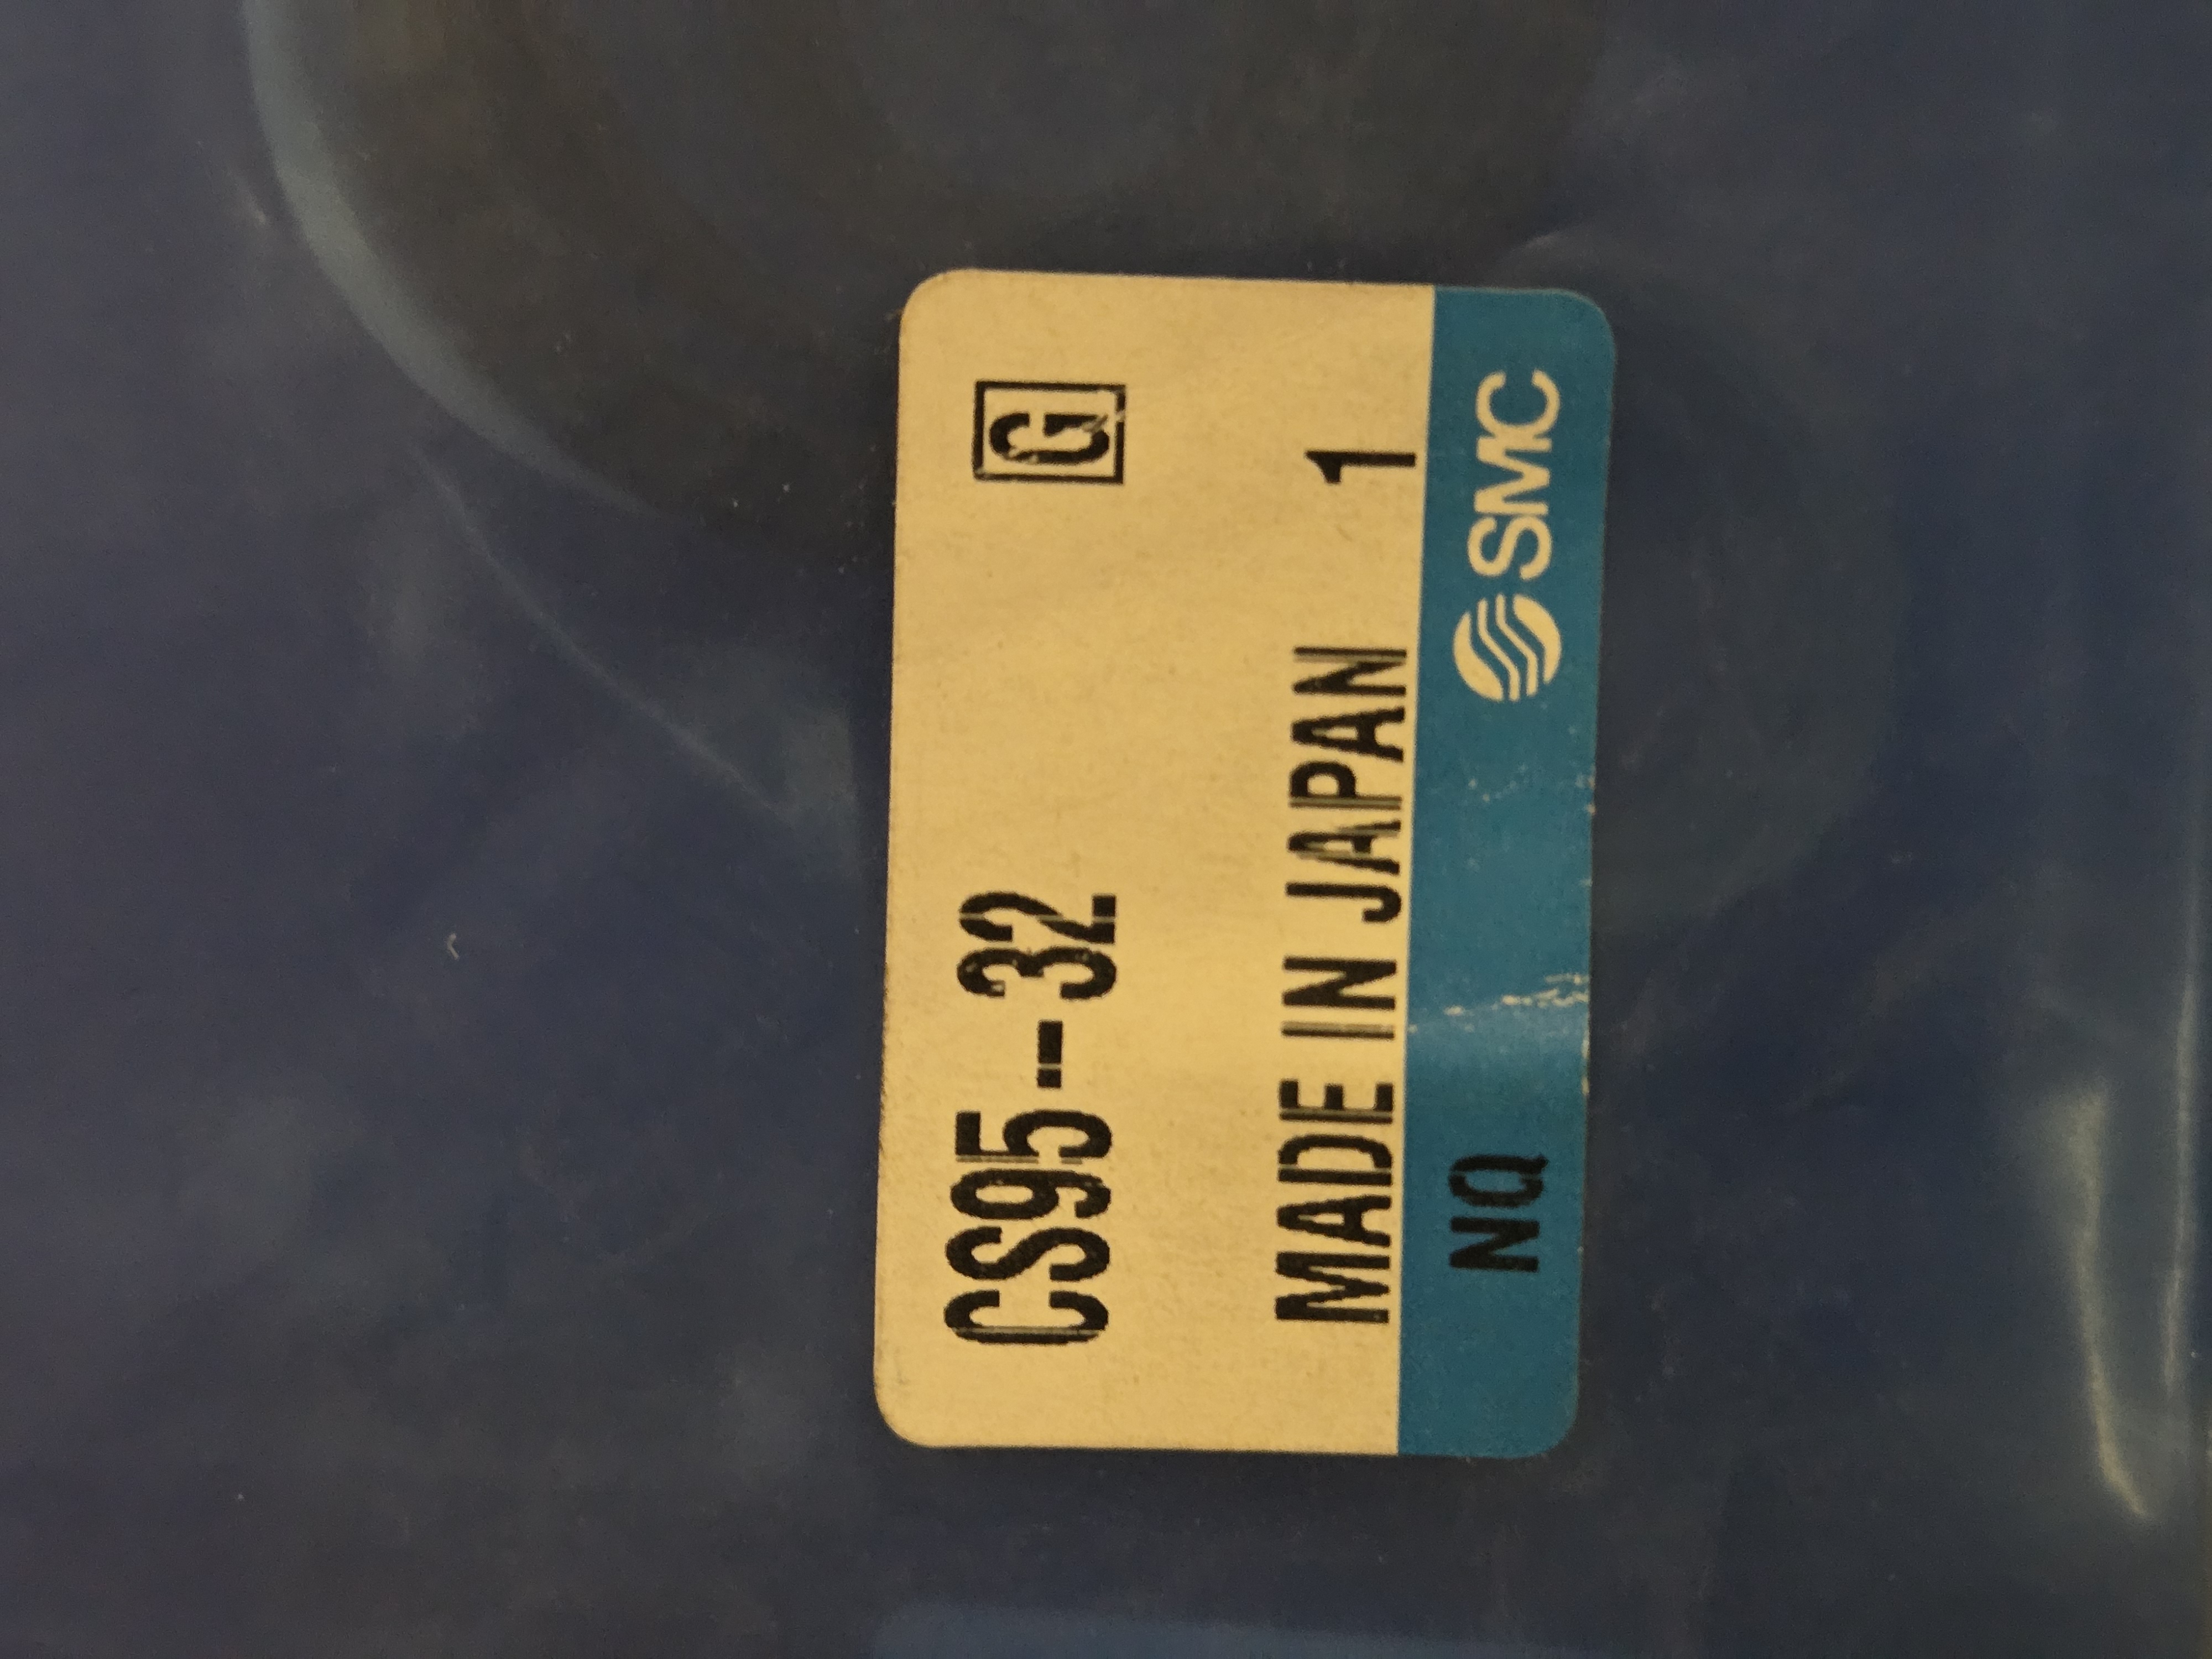 CS95-32 G
MADE IN JAPAN 1
NQ SMC